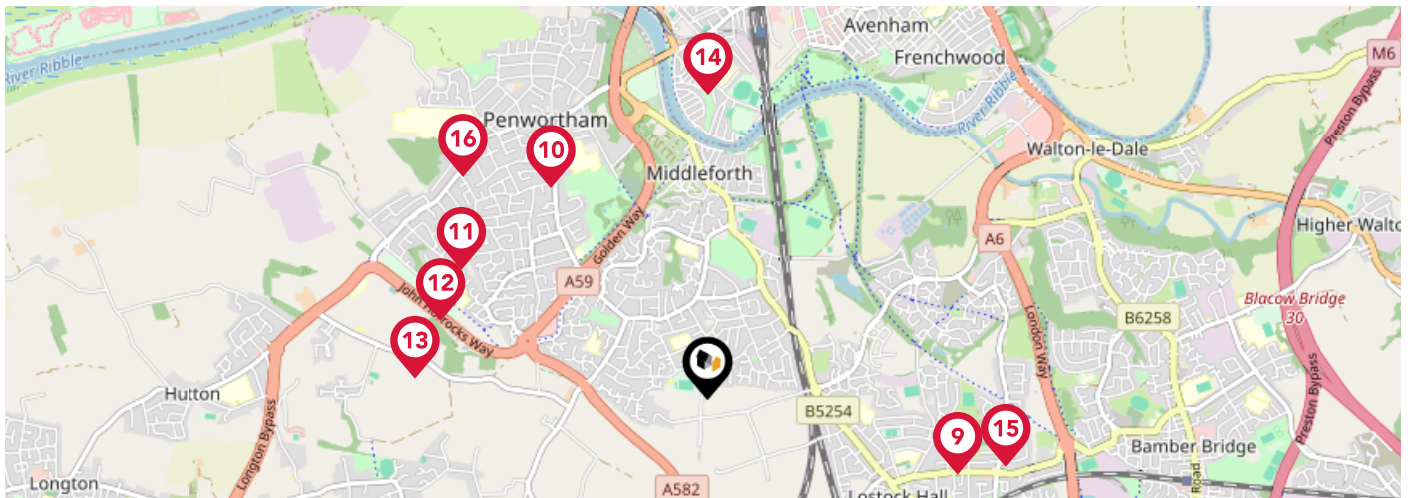 Avenham
M6
Frenchwood
River Ribble
14
Preston Bypass
River Ribble
Penwortham
16
10
Walton-le-Dale
Middleforth
11
Golden Way
A6
Higher Walto
A59
12
John Horrocks Way
Blacow Bridge
30
B6258
13
London Way
Hutton
B5254
Preston Bypass
Longton Bypass
9
15
Bamber Bridge
Road
Longton
A582
Lostock Hall